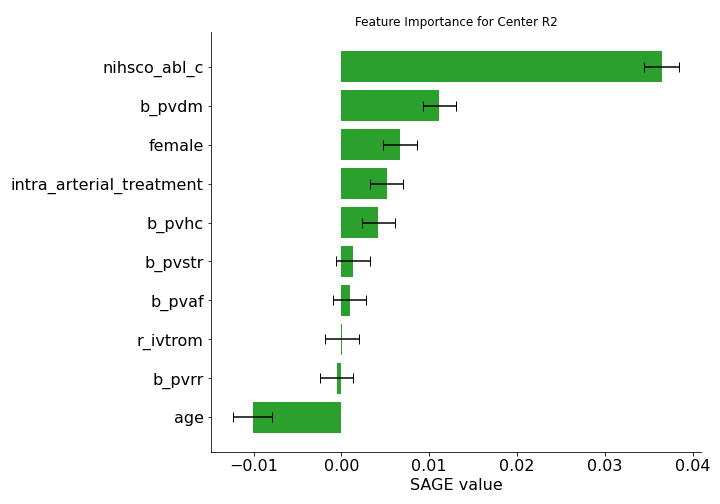 Feature Importance for Center R2
nihsco_abl_c
b_pvdm
female
intra_arterial_treatment
b_pvhc
b_pvstr
b_pvaf
r_ivtrom
b_pvrr
age
−0.01 0.00 0.01 0.02 0.03 0.04
SAGE value